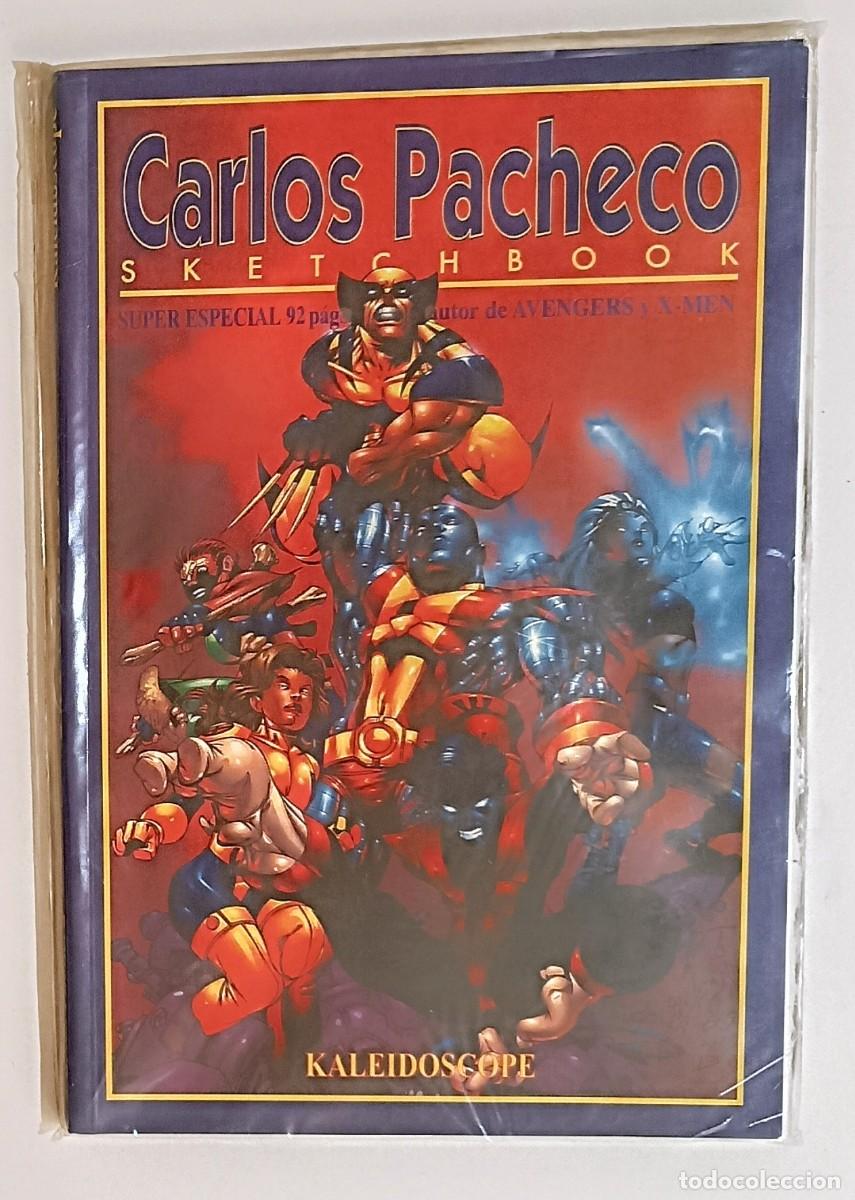 Carlos Pacheco
SKETCHBOOK
SUPER ESPECIAL 92 pág autor de AVENGERS y X-MEN
KALEIDOSCOPE
todocoleccion